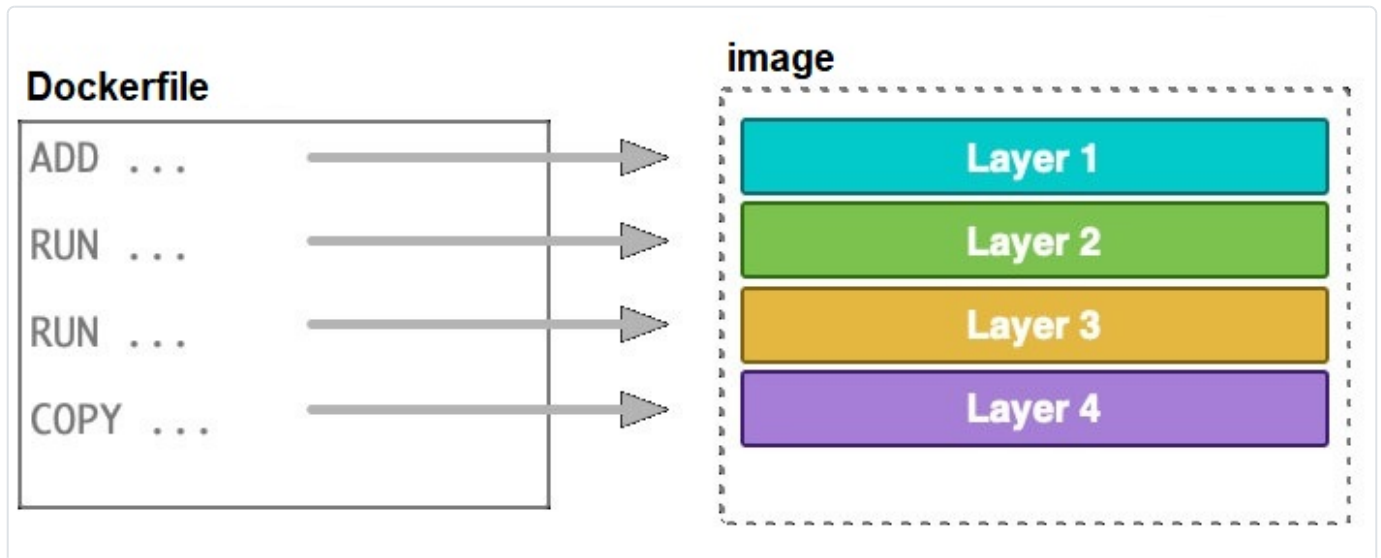 image
Dockerfile
ADD ...
Layer 1
RUN ...
Layer 2
RUN ...
Layer 3
COPY ...
Layer 4